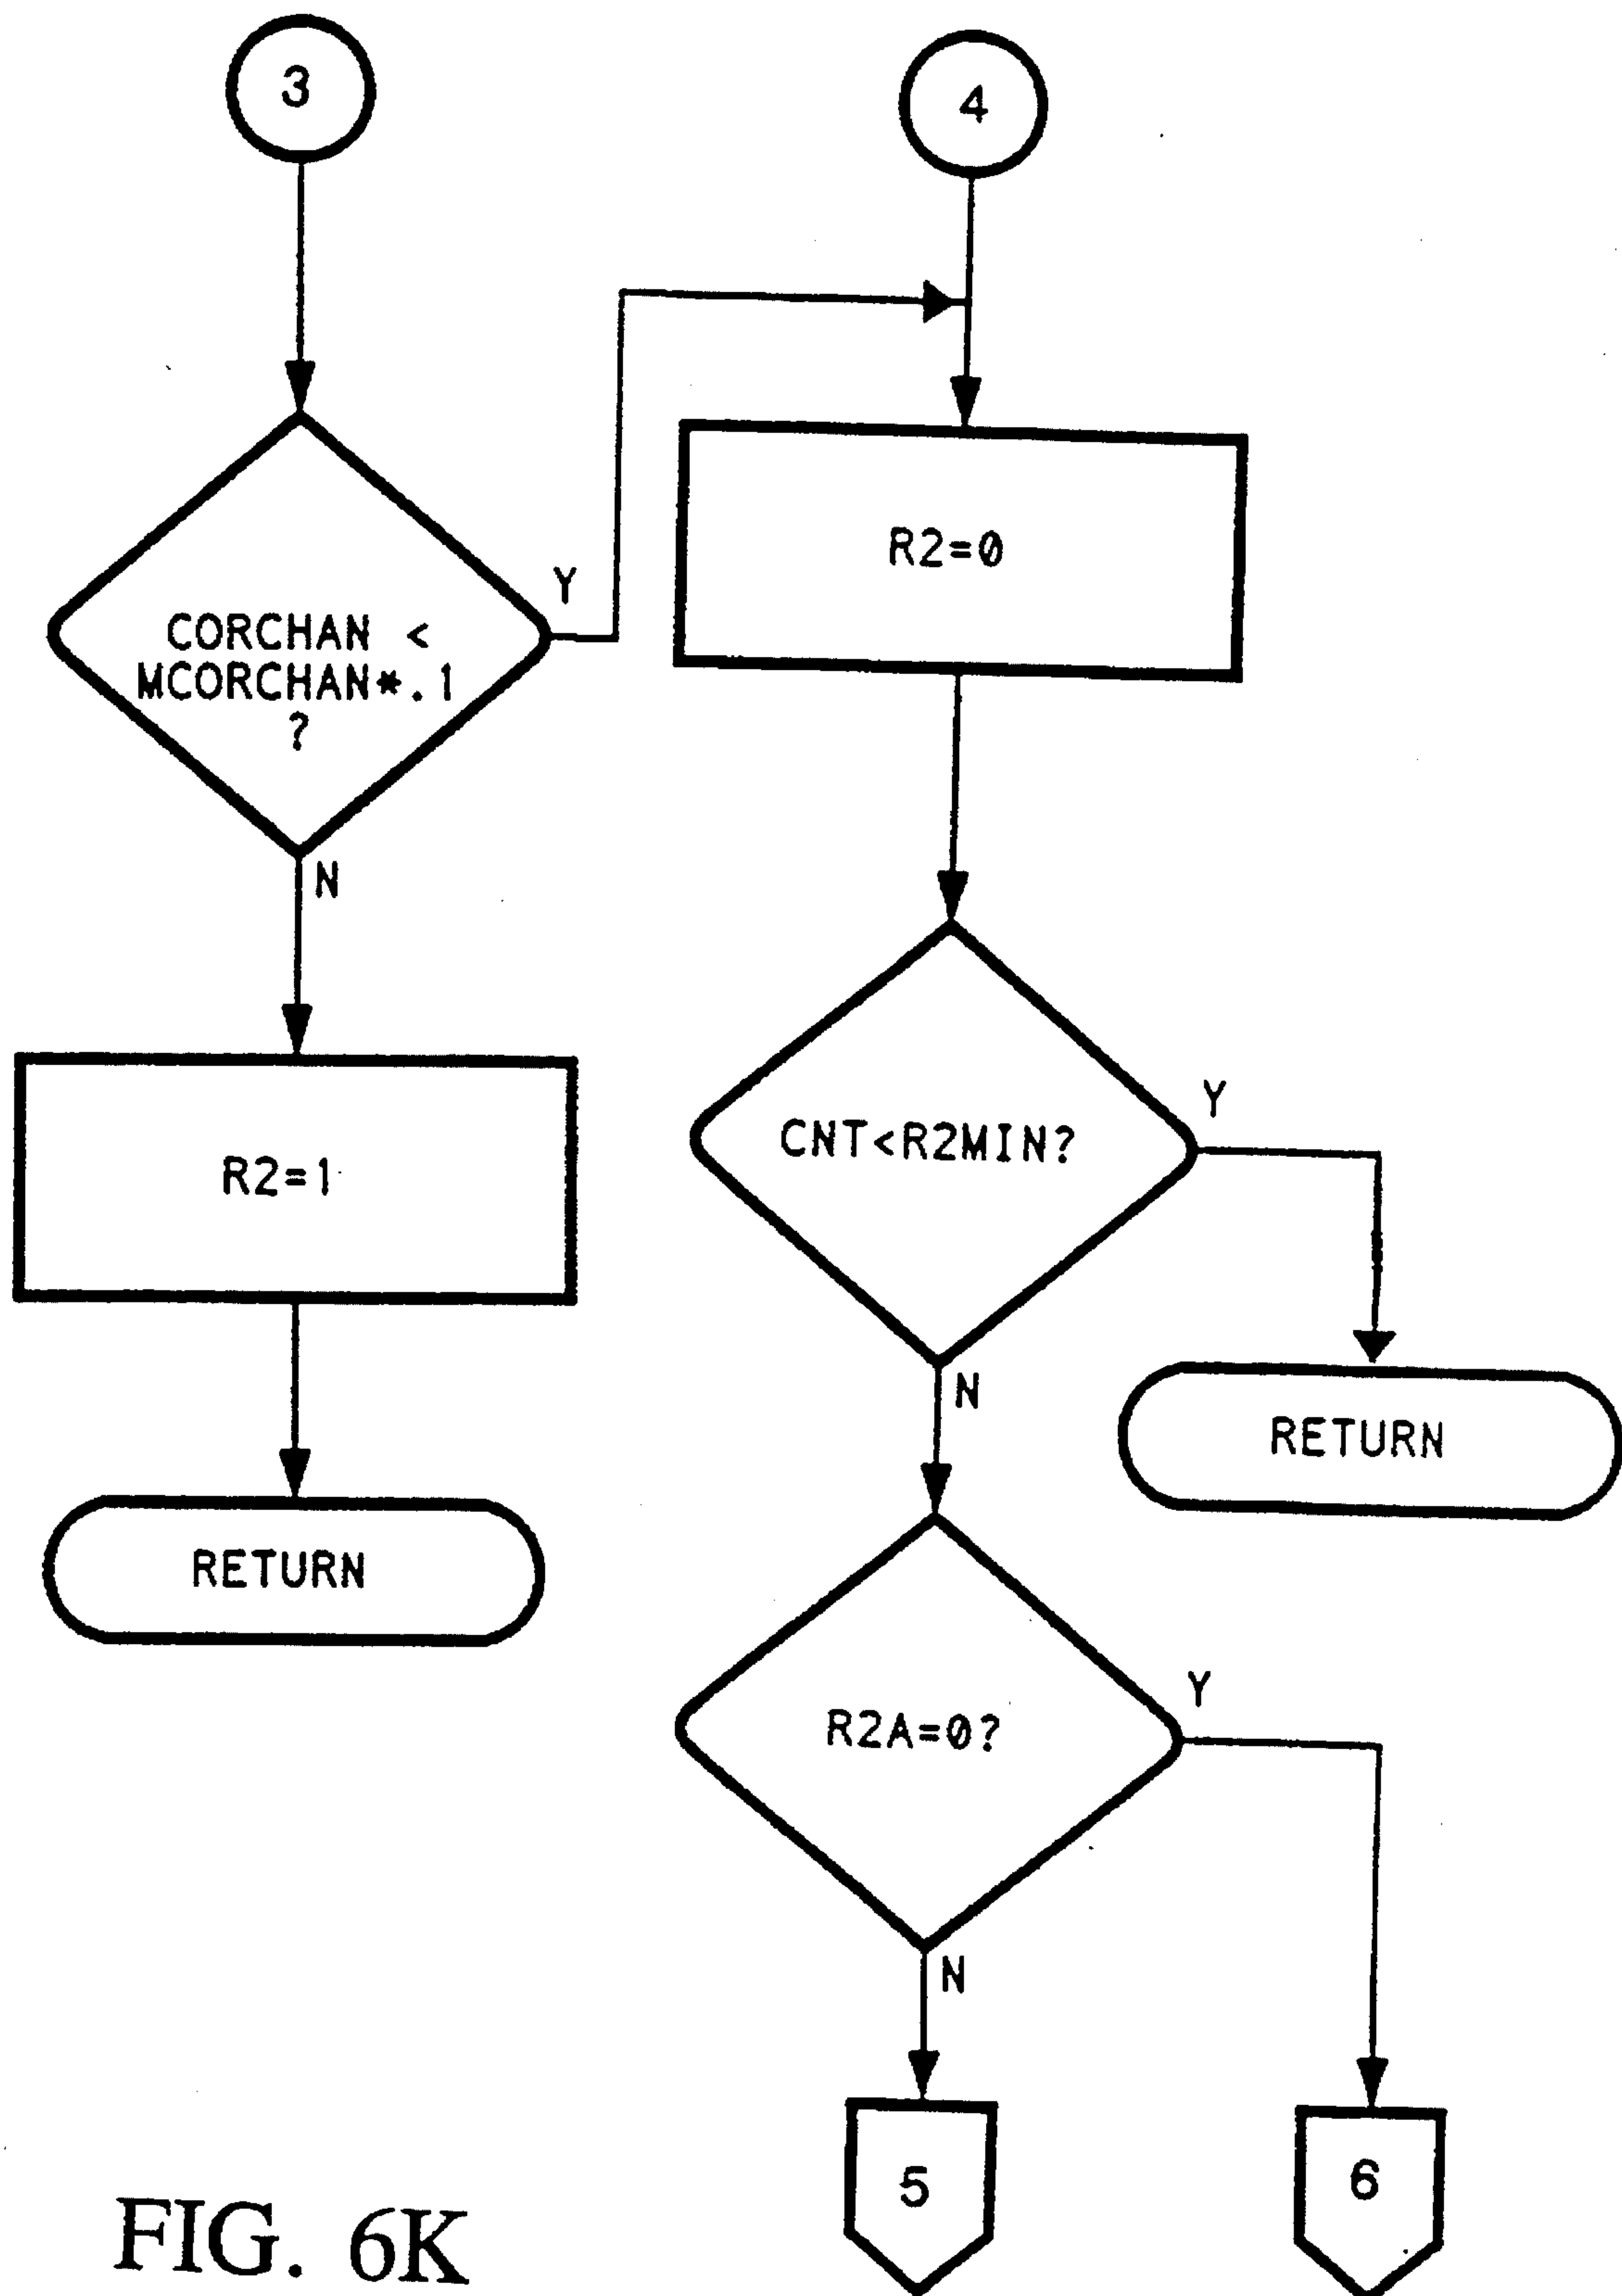 3
4
R2=0
Y
CORCHAN <
MCORCHAN*.1
?
N
R2=1
RETURN
CNT<R2MIN?
Y
N
RETURN
R2A=0?
Y
N
5
6
FIG. 6K